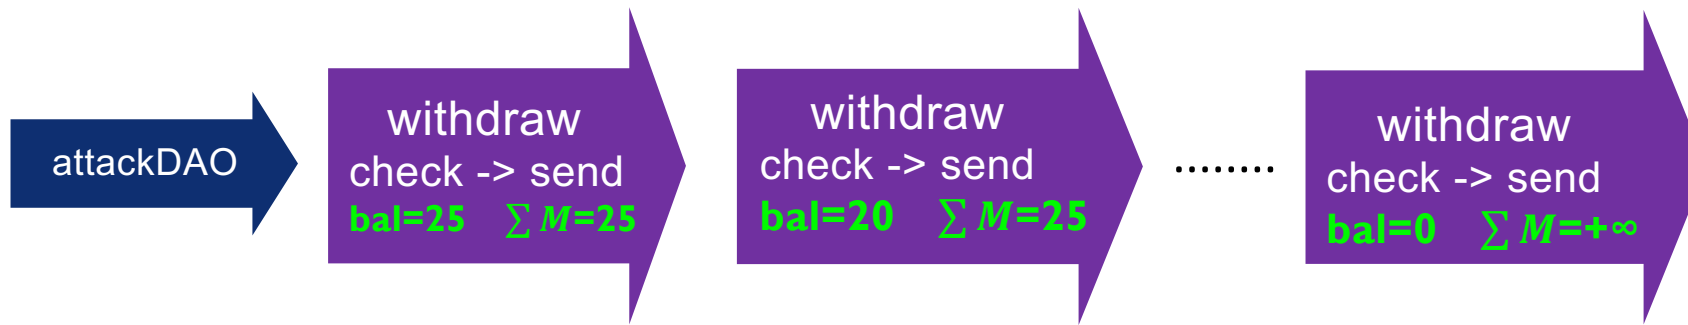 attackDAO
withdraw
check -> send
bal=25 ∑ M=25
withdraw
check -> send
bal=20 ∑ M=25
........
withdraw
check -> send
bal=0 ∑ M=+∞